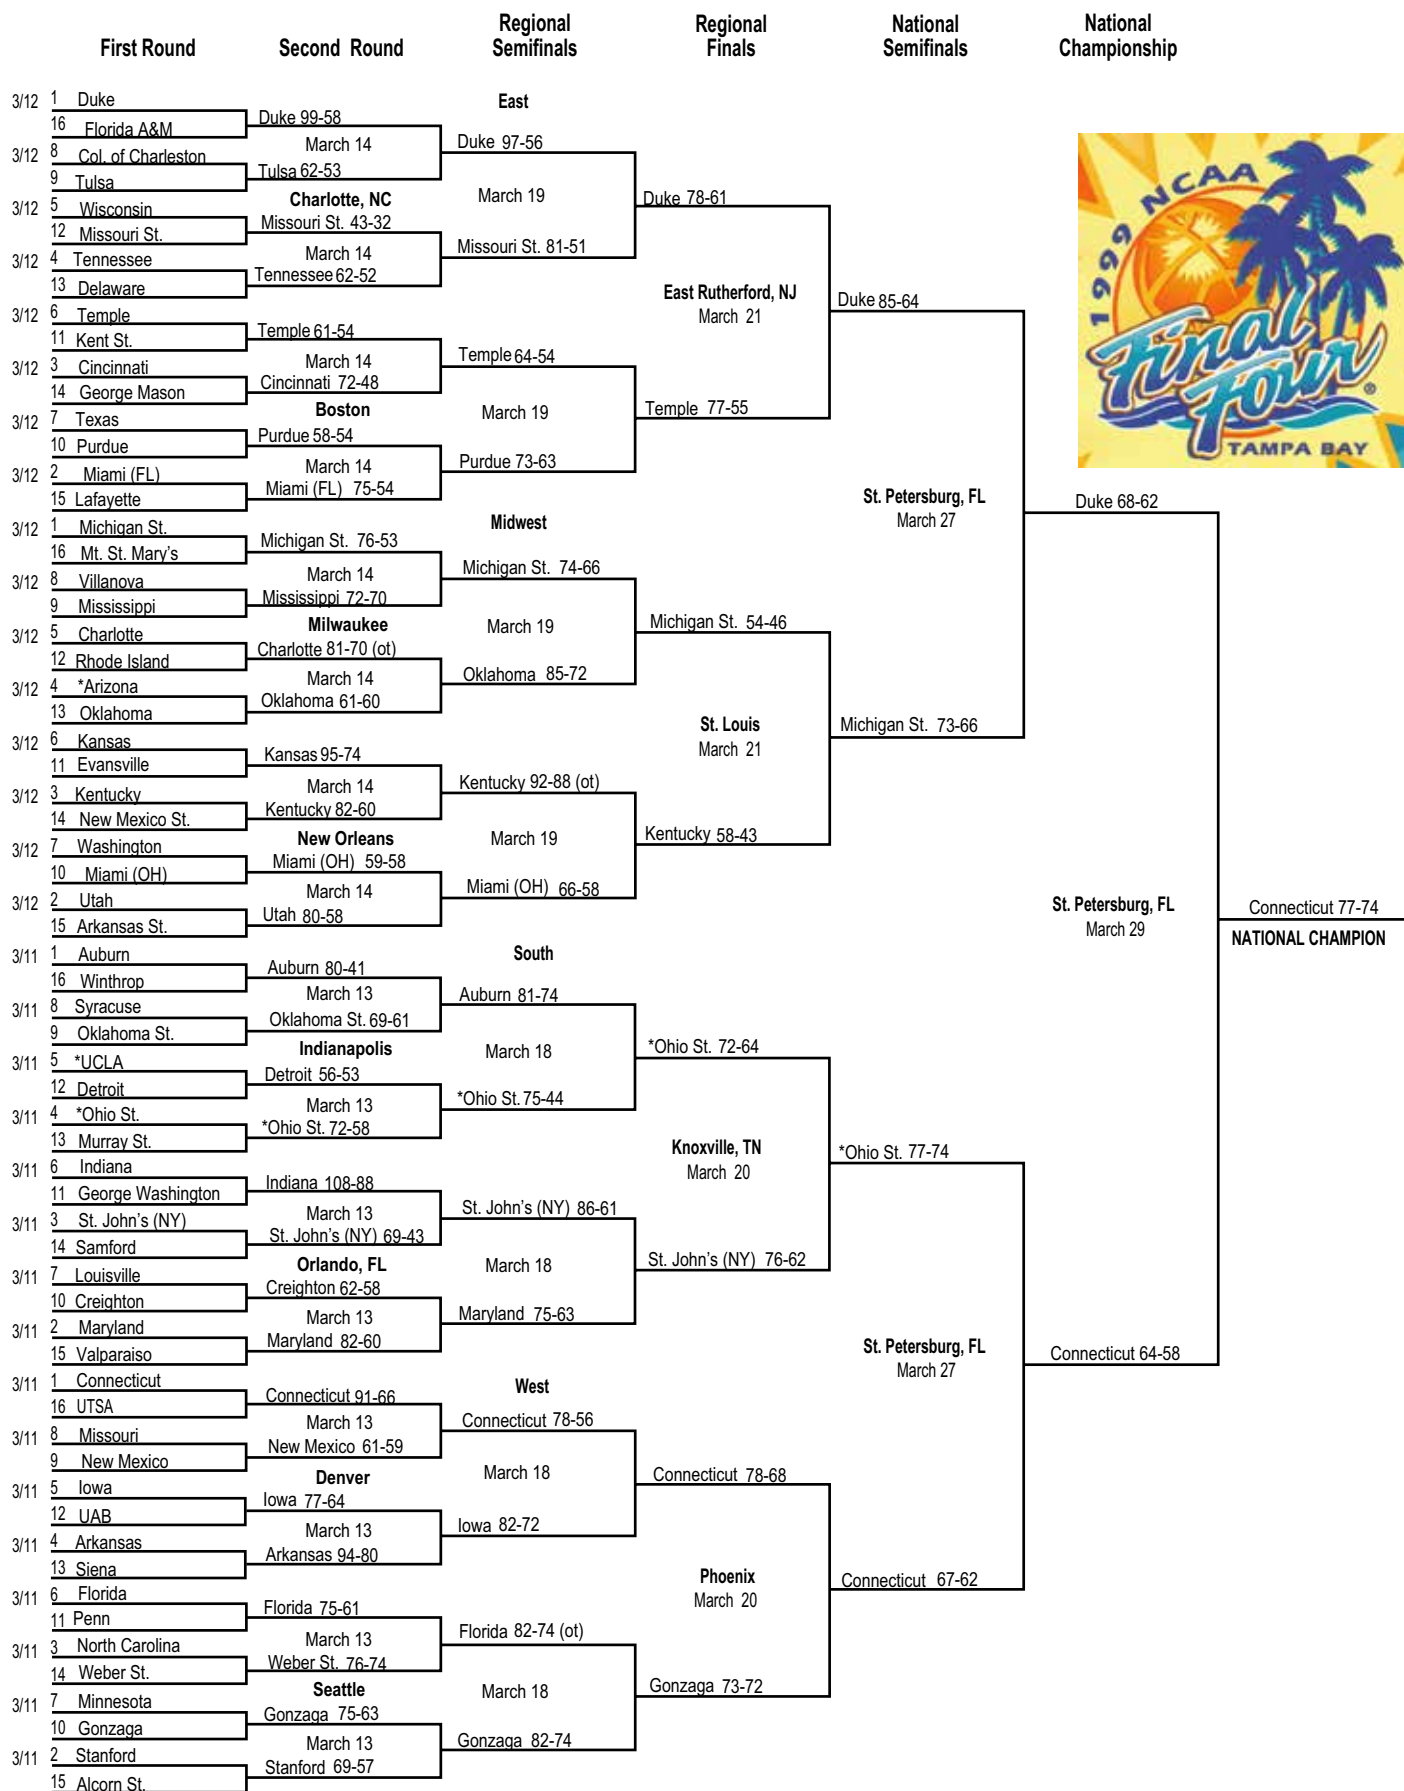 First Round Second Round Regional Semifinals Regional Finals National Semifinals National Championship
3/12 1 Duke
16 Florida A&M
3/12 8 Col. of Charleston
9 Tulsa
3/12 5 Wisconsin
12 Missouri St.
3/12 4 Tennessee
13 Delaware
3/12 6 Temple
11 Kent St.
3/12 3 Cincinnati
14 George Mason
3/12 7 Texas
10 Purdue
3/12 2 Miami (FL)
15 Lafayette
3/12 1 Michigan St.
16 Mt. St. Mary's
3/12 8 Villanova
9 Mississippi
3/12 5 Charlotte
12 Rhode Island
3/12 4 *Arizona
13 Oklahoma
3/12 6 Kansas
11 Evansville
3/12 3 Kentucky
14 New Mexico St.
3/12 7 Washington
10 Miami (OH)
3/12 2 Utah
15 Arkansas St.
3/11 1 Auburn
16 Winthrop
3/11 8 Syracuse
9 Oklahoma St.
3/11 5 *UCLA
12 Detroit
3/11 4 *Ohio St.
13 Murray St.
3/11 6 Indiana
11 George Washington
3/11 3 St. John's (NY)
14 Samford
3/11 7 Louisville
10 Creighton
3/11 2 Maryland
15 Valparaiso
3/11 1 Connecticut
16 UTSA
3/11 8 Missouri
9 New Mexico
3/11 5 Iowa
12 UAB
3/11 4 Arkansas
13 Siena
3/11 6 Florida
11 Penn
3/11 3 North Carolina
14 Weber St.
3/11 7 Minnesota
10 Gonzaga
3/11 2 Stanford
15 Alcorn St.
Duke 99-58
March 14
Tulsa 62-53
Charlotte, NC
Missouri St. 43-32
March 14
Tennessee 62-52
Temple 61-54
March 14
Cincinnati 72-48
Boston
Purdue 58-54
March 14
Miami (FL) 75-54
Michigan St. 76-53
March 14
Mississippi 72-70
Milwaukee
Charlotte 81-70 (ot)
March 14
Oklahoma 61-60
Kansas 95-74
March 14
Kentucky 82-60
New Orleans
Miami (OH) 59-58
March 14
Utah 80-58
Auburn 80-41
March 13
Oklahoma St. 69-61
Indianapolis
Detroit 56-53
March 13
*Ohio St. 72-58
Indiana 108-88
March 13
St. John's (NY) 69-43
Orlando, FL
Creighton 62-58
March 13
Maryland 82-60
Connecticut 91-66
March 13
New Mexico 61-59
Denver
Iowa 77-64
March 13
Arkansas 94-80
Florida 75-61
March 13
Weber St. 76-74
Seattle
Gonzaga 75-63
March 13
Stanford 69-57
East
Duke 97-56
March 19
Missouri St. 81-51
Temple 64-54
March 19
Purdue 73-63
Midwest
Michigan St. 74-66
March 19
Oklahoma 85-72
Kentucky 92-88 (ot)
March 19
Miami (OH) 66-58
South
Auburn 81-74
March 18
*Ohio St. 75-44
St. John's (NY) 86-61
March 18
Maryland 75-63
West
Connecticut 78-56
March 18
Iowa 82-72
Florida 82-74 (ot)
March 18
Gonzaga 82-74
Duke 78-61
East Rutherford, NJ
March 21
Temple 77-55
Michigan St. 54-46
St. Louis
March 21
Kentucky 58-43
*Ohio St. 72-64
Knoxville, TN
March 20
St. John's (NY) 76-62
Connecticut 78-68
Phoenix
March 20
Gonzaga 73-72
Duke 85-64
St. Petersburg, FL
March 27
Michigan St. 73-66
*Ohio St. 77-74
St. Petersburg, FL
March 27
Connecticut 67-62
1999 NCAA
Final
Four
®
TAMPA BAY
Duke 68-62
St. Petersburg, FL
March 29
Connecticut 64-58
Connecticut 77-74
NATIONAL CHAMPION